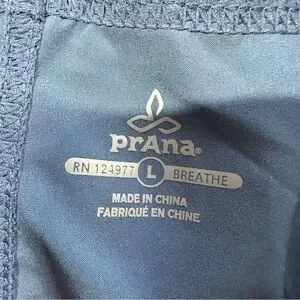 prAna®
RN 124977 L BREATHE
MADE IN CHINA
FABRIQUÉ EN CHINE